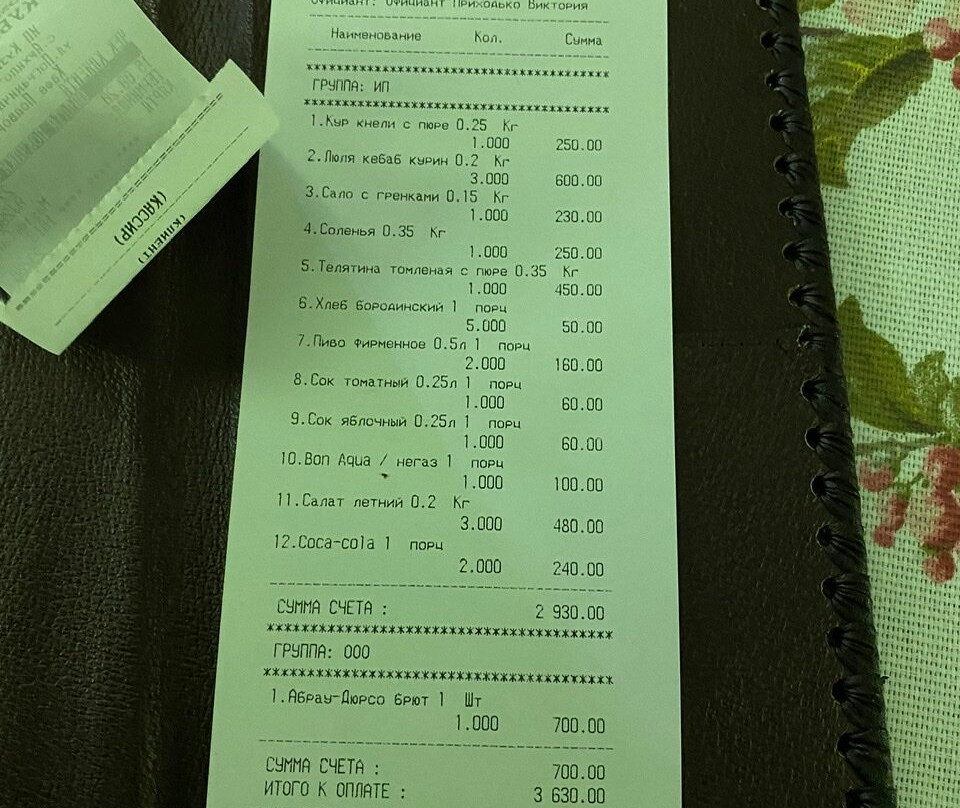 Официант: Официант Приходько Виктория
Наименование Кол. Сумма
************************************
ГРУППА: ИП
************************************
1.Кур кнели с пюре 0.25 Кг
1.000 250.00
2.Люля кебаб курин 0.2 Кг
3.000 600.00
3.Сало с гренками 0.15 Кг
1.000 230.00
4.Соленья 0.35 Кг
1.000 250.00
5.Телятина томленая с пюре 0.35 Кг
1.000 450.00
6.Хлеб Бородинский 1 порц
5.000 50.00
7.Пиво фирменное 0.5л 1 порц
2.000 160.00
8.Сок томатный 0.25л 1 порц
1.000 60.00
9.Сок яблочный 0.25л 1 порц
1.000 60.00
10.Bon Aqua / негаз 1 порц
1.000 100.00
11.Салат летний 0.2 Кг
3.000 480.00
12.Coca-cola 1 порц
2.000 240.00
СУММА СЧЕТА : 2 930.00
************************************
ГРУППА: ООО
************************************
1.Абрау-Дюрсо брют 1 Шт
1.000 700.00
СУММА СЧЕТА : 700.00
ИТОГО К ОПЛАТЕ : 3 630.00
(КАССИР)
(КЛИЕНТ)